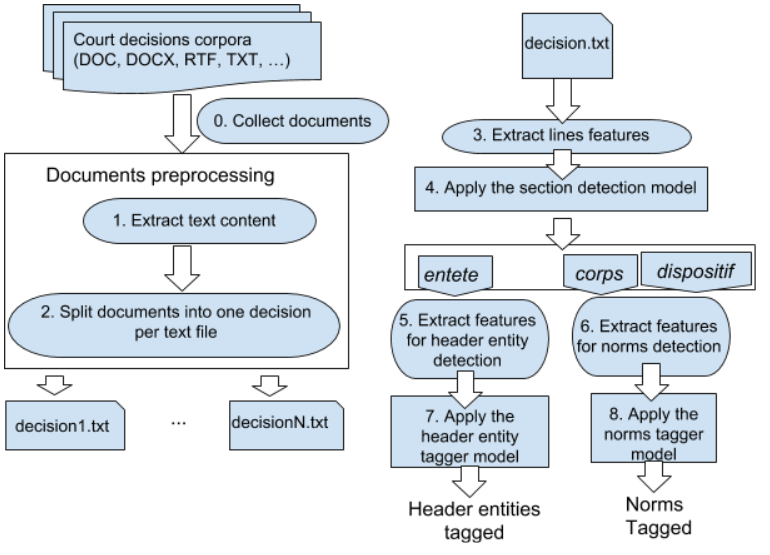 Court decisions corpora
(DOC, DOCX, RTF, TXT, ...)
0. Collect documents
Documents preprocessing
1. Extract text content
2. Split documents into one decision
per text file
decision1.txt
...
decisionN.txt
decision.txt
3. Extract lines features
4. Apply the section detection model
entete
corps
dispositif
5. Extract features
for header entity
detection
6. Extract features
for norms detection
7. Apply the
header entity
tagger model
8. Apply the
norms tagger
model
Header entities
tagged
Norms
Tagged